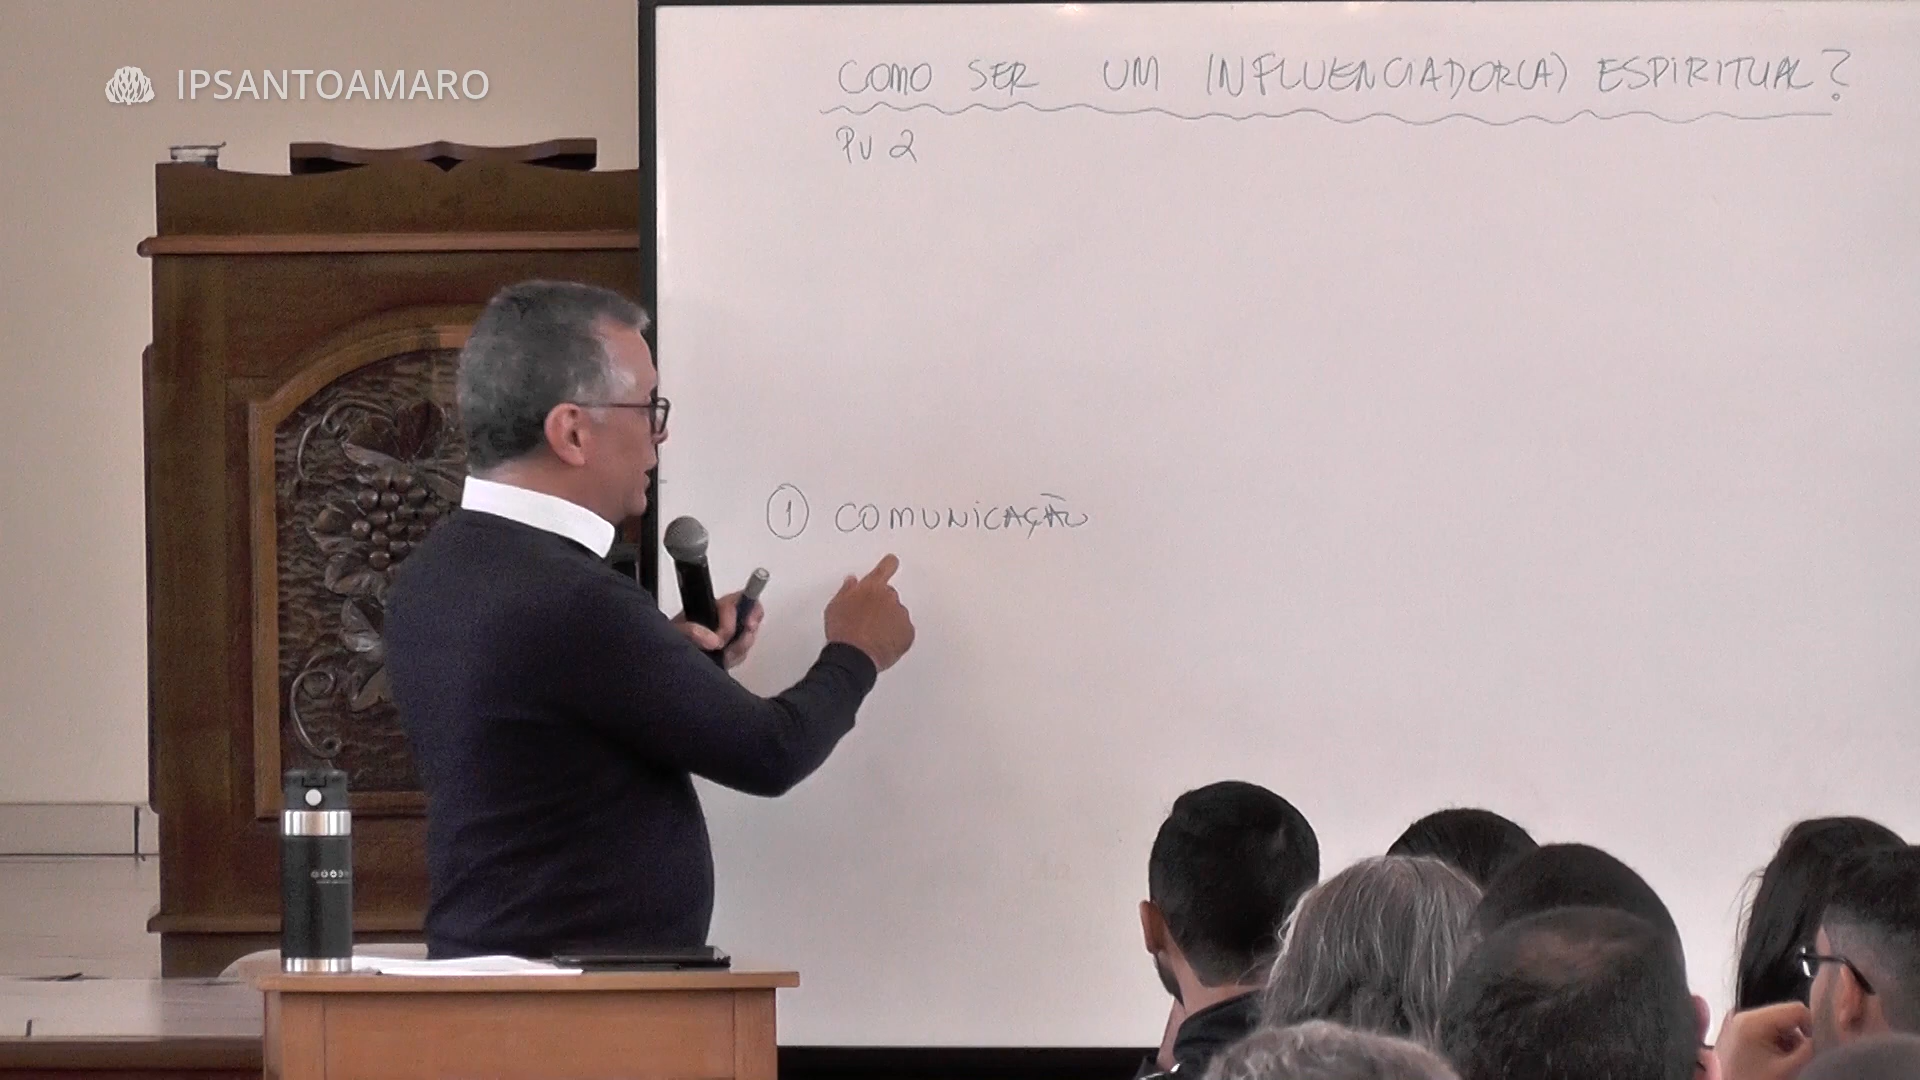 IPSANTOAMARO
COMO SER UM INFLUENCIADOR(A) ESPIRITUAL?
PV 2
1 COMUNICAÇÃO